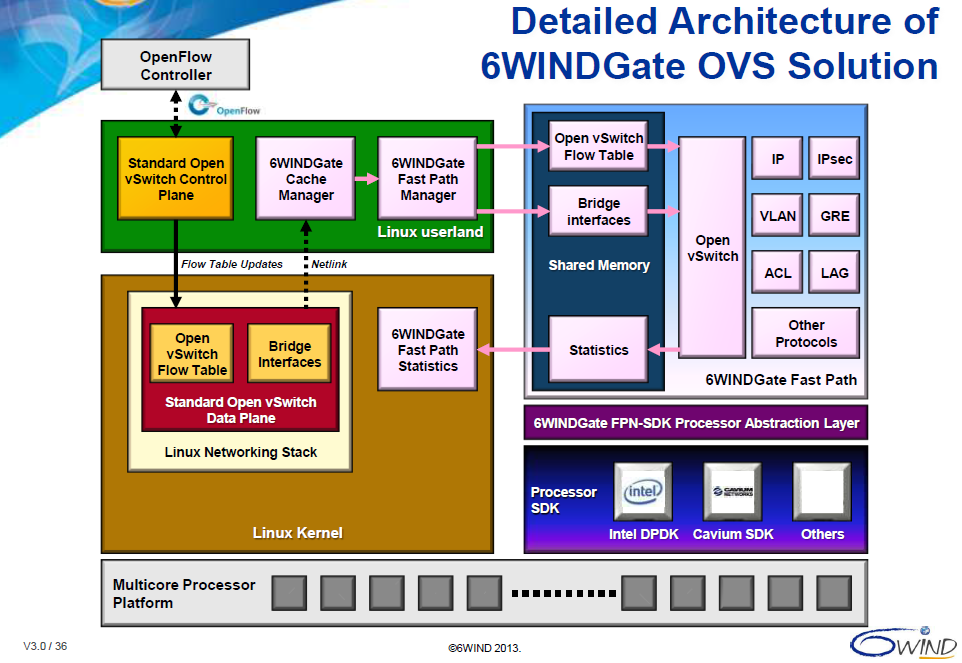 Detailed Architecture of
6WINDGate OVS Solution
OpenFlow
Controller
OpenFlow
Standard Open
vSwitch Control
Plane
6WINDGate
Cache
Manager
6WINDGate
Fast Path
Manager
Linux userland
Flow Table Updates
Netlink
Open
vSwitch
Flow Table
Bridge
Interfaces
Standard Open vSwitch
Data Plane
Linux Networking Stack
6WINDGate
Fast Path
Statistics
Linux Kernel
Open vSwitch
Flow Table
Bridge
interfaces
Shared Memory
Statistics
Open
vSwitch
IP
IPsec
VLAN
GRE
ACL
LAG
Other
Protocols
6WINDGate Fast Path
6WINDGate FPN-SDK Processor Abstraction Layer
Processor
SDK
intel
CAVIUM
NETWORKS
Intel DPDK
Cavium SDK
Others
Multicore Processor
Platform
V3.0 / 36
©6WIND 2013.
6WIND